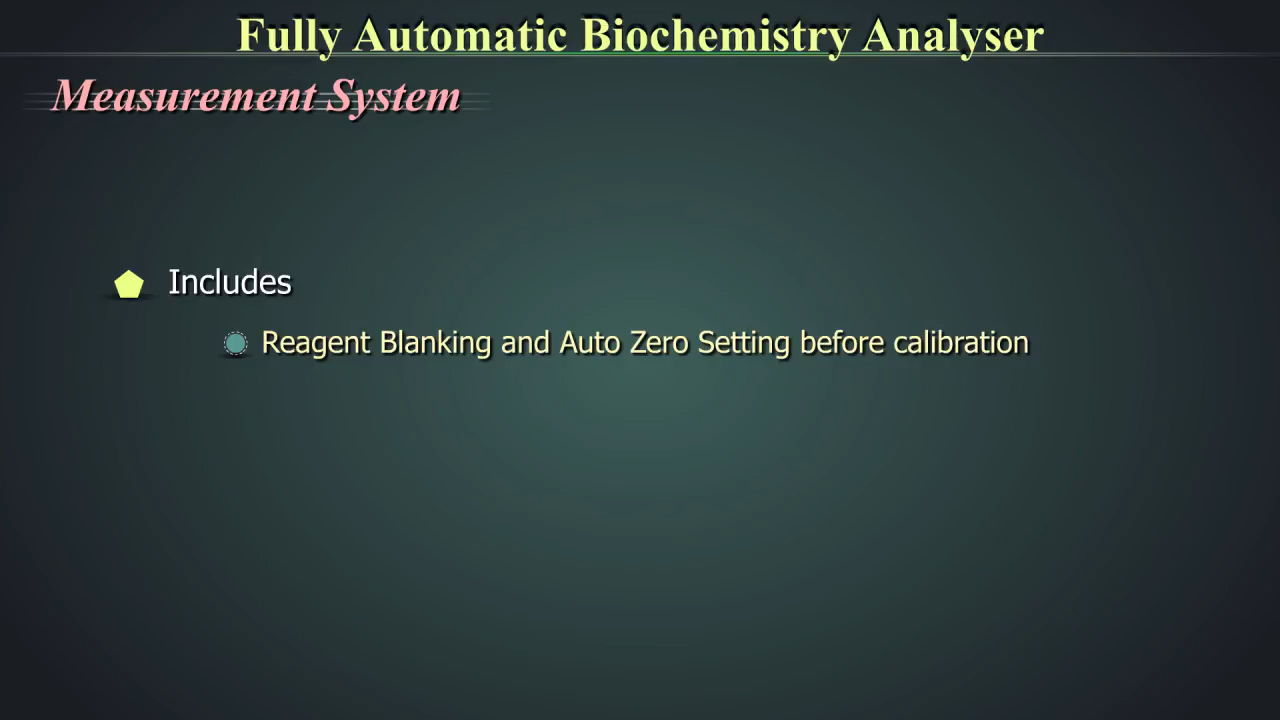 Fully Automatic Biochemistry Analyser
Measurement System
Includes
Reagent Blanking and Auto Zero Setting before calibration